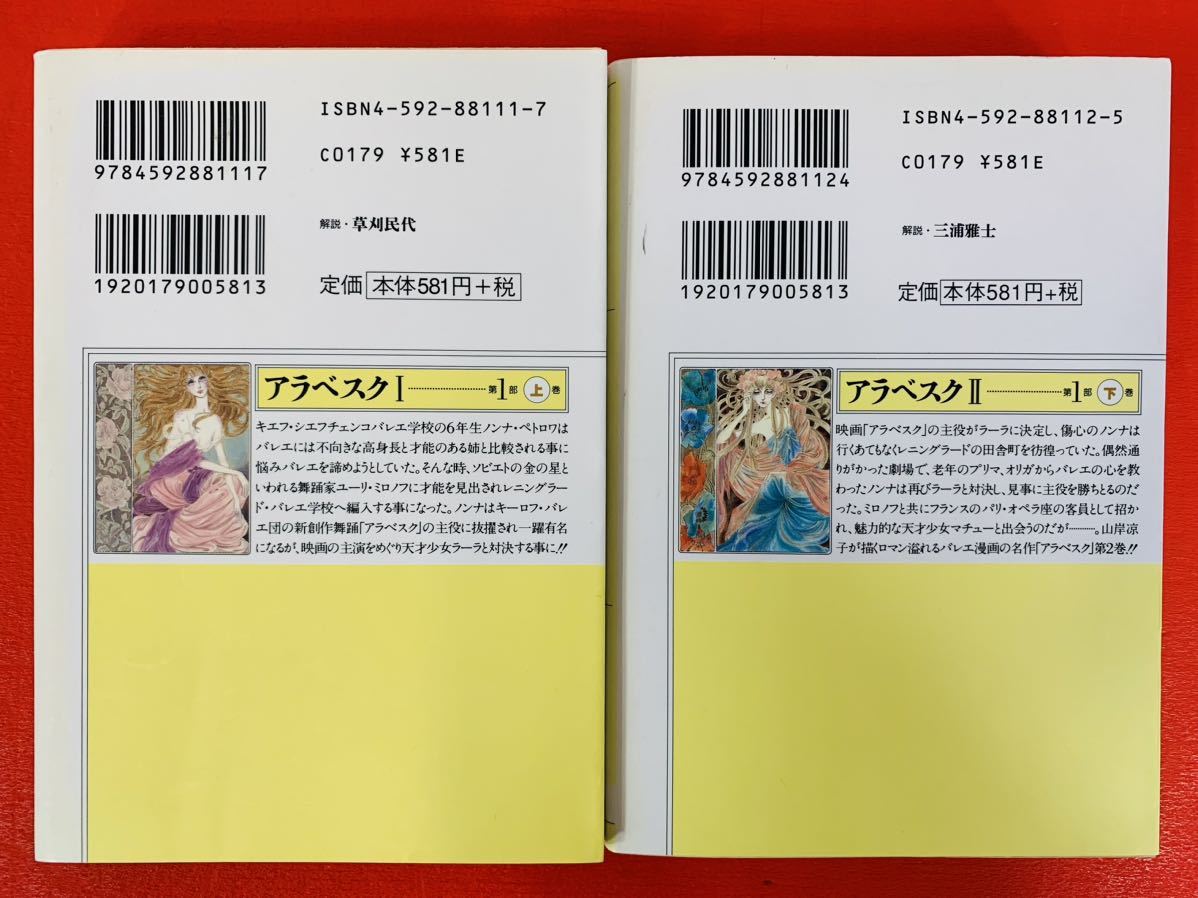 ISBN4-592-88111-7
C0179 ¥581E
9784592881117
解説・草刈民代
1920179005813
定価 本体581円+税
アラベスクⅠ…………………………第1部 上 巻
キエフ・シエフチェンコバレエ学校の6年生ノンナ・ペトロワは
バレエには不向きな高身長と才能のある姉と比較される事に
悩みバレエを諦めようとしていた。そんな時、ソビエトの金の星と
いわれる舞踊家ユーリ・ミロノフに才能を見出されレニングラー
ド・バレエ学校へ編入する事になった。ノンナはキーロフ・バレ
エ団の新創作舞踊「アラベスク」の主役に抜擢され一躍有名
になるが、映画の主演をめぐり天才少女ラーラと対決する事に!!
ISBN4-592-88112-5
C0179 ¥581E
9784592881124
解説・三浦雅士
1920179005813
定価 本体581円+税
アラベスクⅡ…………………………第1部 下 巻
映画「アラベスク」の主役がラーラに決定し、傷心のノンナは
行くあてもなくレニングラードの田舎町を彷徨っていた。偶然通
りがかった劇場で、老年のプリマ、オリガからバレエの心を教
わったノンナは再びラーラと対決し、見事に主役を勝ちとるのだ
った。ミロノフと共にフランスのパリ・オペラ座の客員として招か
れ、魅力的な天才少女マチューと出会うのだが………。山岸凉
子が描くロマン溢れるバレエ漫画の名作「アラベスク」第2巻!!